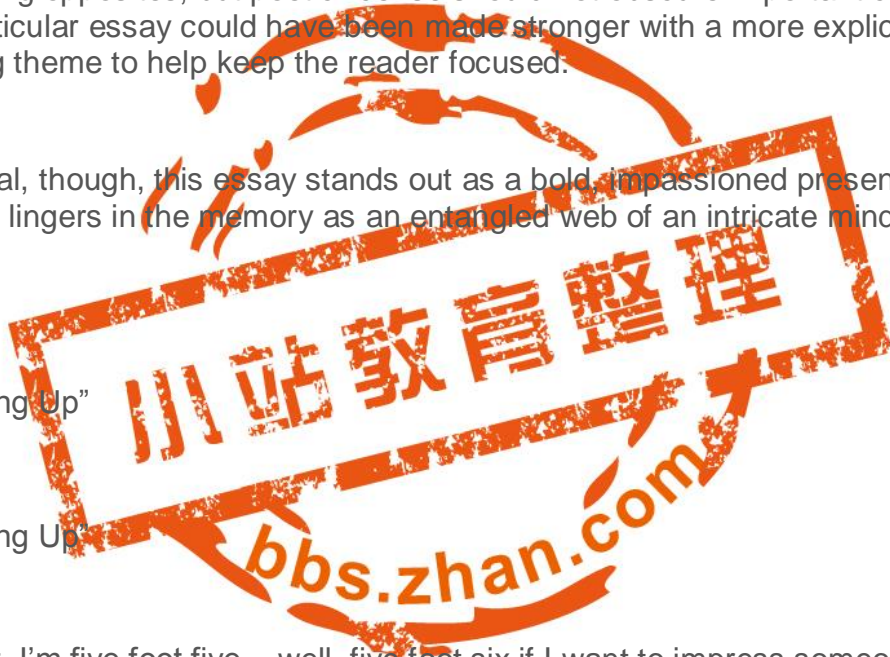 ticular essay could have been made stronger with a more explic
g theme to help keep the reader focused.
al, though, this essay stands out as a bold, impassioned presen
lingers in the memory as an entangled web of an intricate mind
小站教育整理
ng Up”
ng Up”
bbs.zhan.com
I’m five foot five – well, five foot six if I want to impress someo